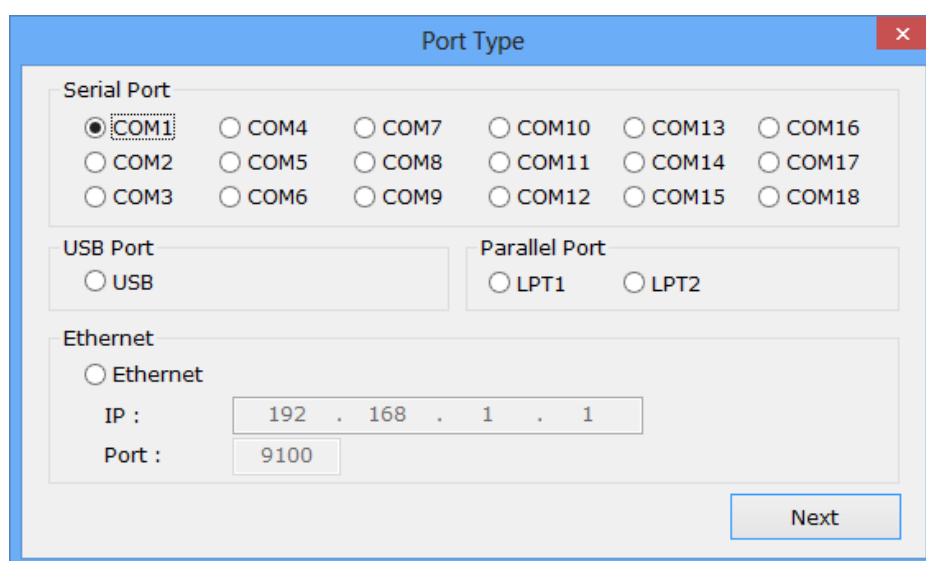 Port Type
Serial Port
COM1 COM4 COM7 COM10 COM13 COM16
COM2 COM5 COM8 COM11 COM14 COM17
COM3 COM6 COM9 COM12 COM15 COM18
USB Port Parallel Port
USB LPT1 LPT2
Ethernet
Ethernet
IP : 192 . 168 . 1 . 1
Port : 9100
Next